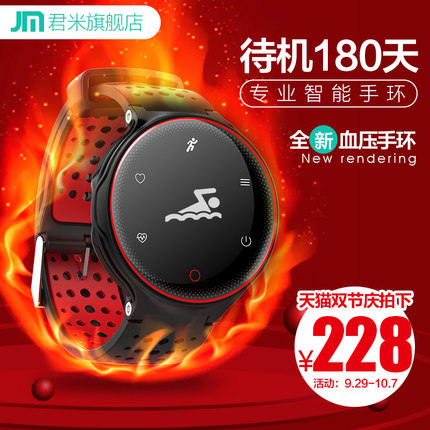 JM 君米旗舰店
待机180天
专业智能手环
全新血压手环
New rendering
天猫双节庆拍下
¥228
活动：9.29-10.7